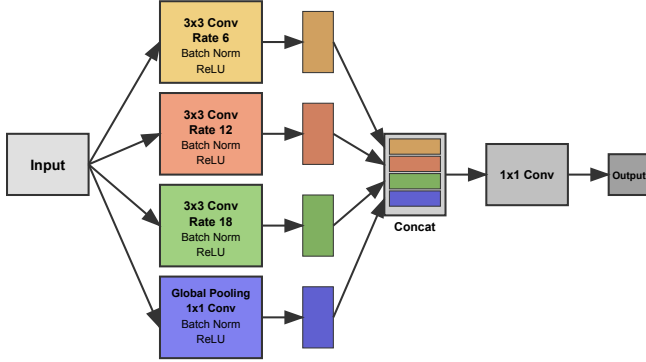 3x3 Conv
Rate 6
Batch Norm
ReLU
3x3 Conv
Rate 12
Batch Norm
ReLU
Input
3x3 Conv
Rate 18
Batch Norm
ReLU
Global Pooling
1x1 Conv
Batch Norm
ReLU
Concat
1x1 Conv
Output